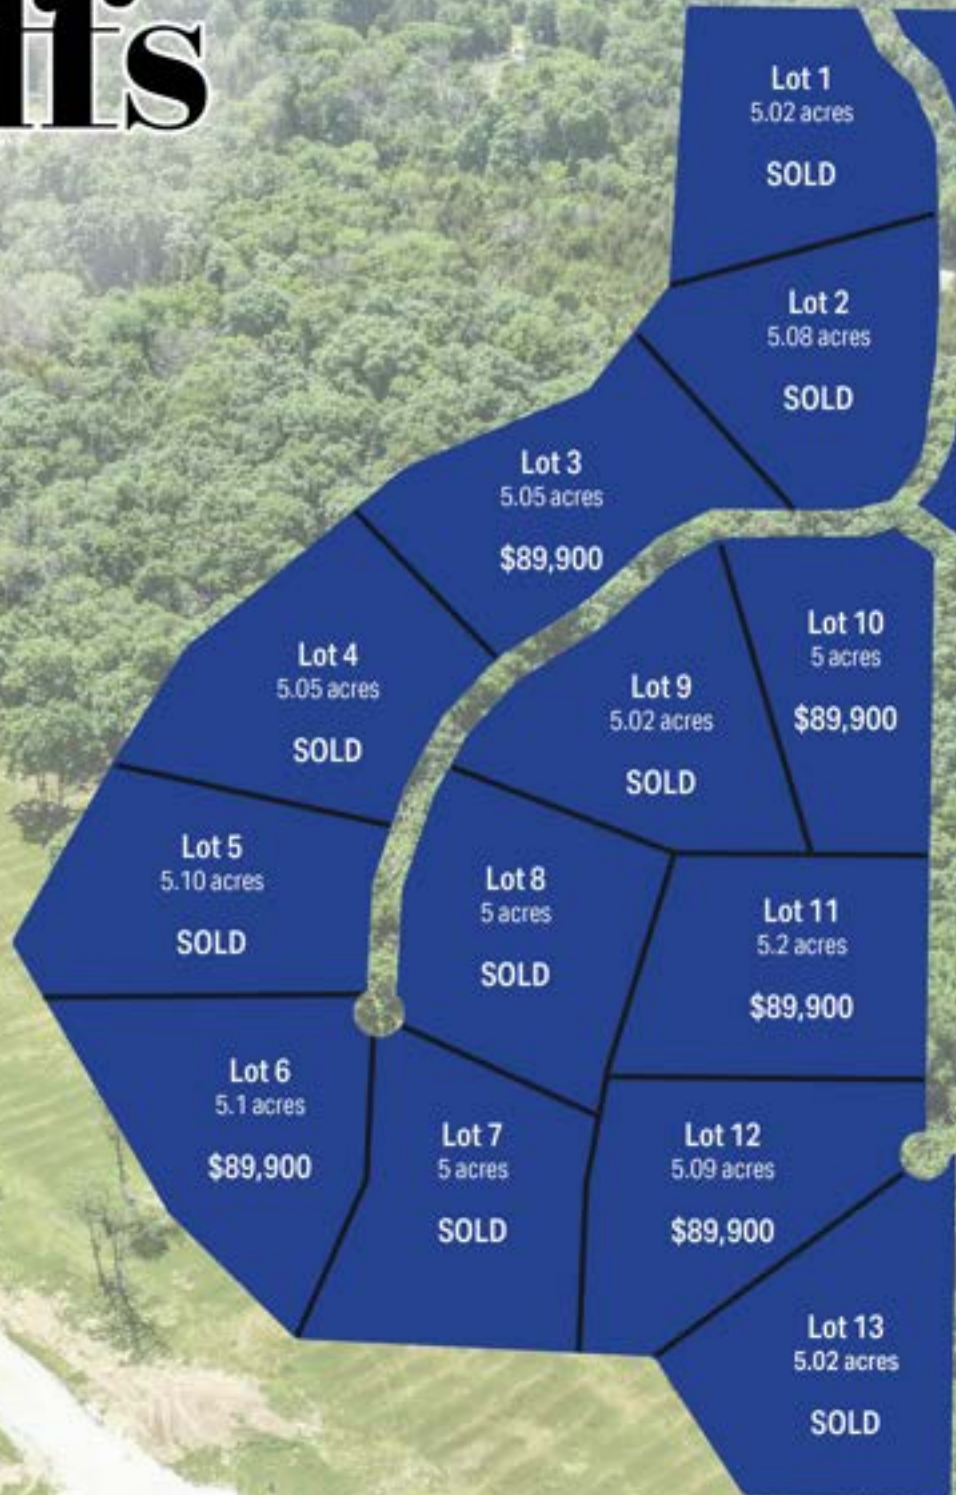 Lot 1
5.02 acres
SOLD
Lot 2
5.08 acres
SOLD
Lot 3
5.05 acres
$89,900
Lot 4
5.05 acres
SOLD
Lot 5
5.10 acres
SOLD
Lot 6
5.1 acres
$89,900
Lot 7
5 acres
SOLD
Lot 8
5 acres
SOLD
Lot 9
5.02 acres
SOLD
Lot 10
5 acres
$89,900
Lot 11
5.2 acres
$89,900
Lot 12
5.09 acres
$89,900
Lot 13
5.02 acres
SOLD